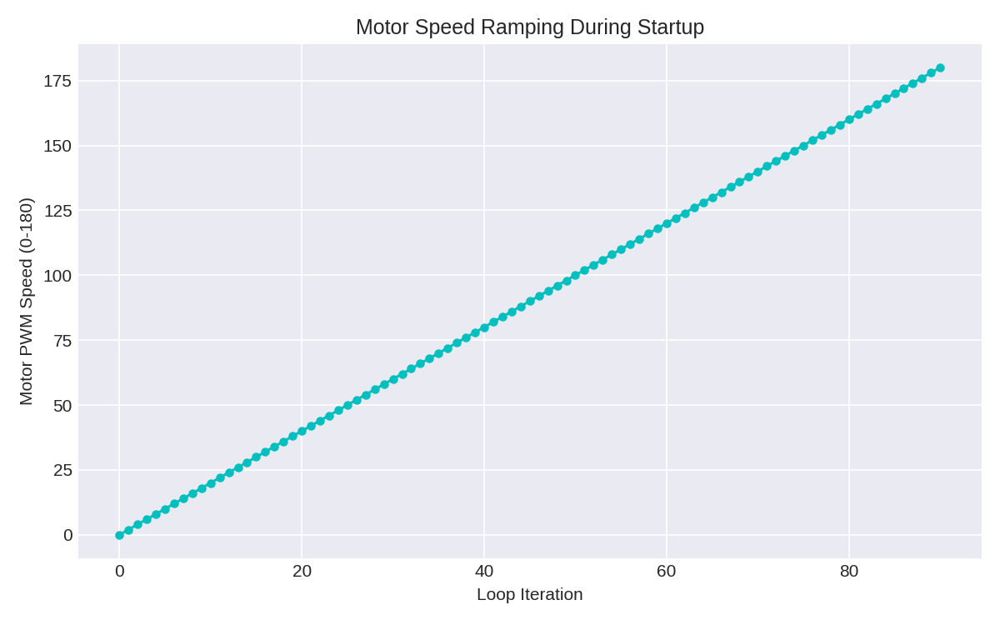 Motor Speed Ramping During Startup
Motor PWM Speed (0-180)
175
150
125
100
75
50
25
0
0 20 40 60 80
Loop Iteration